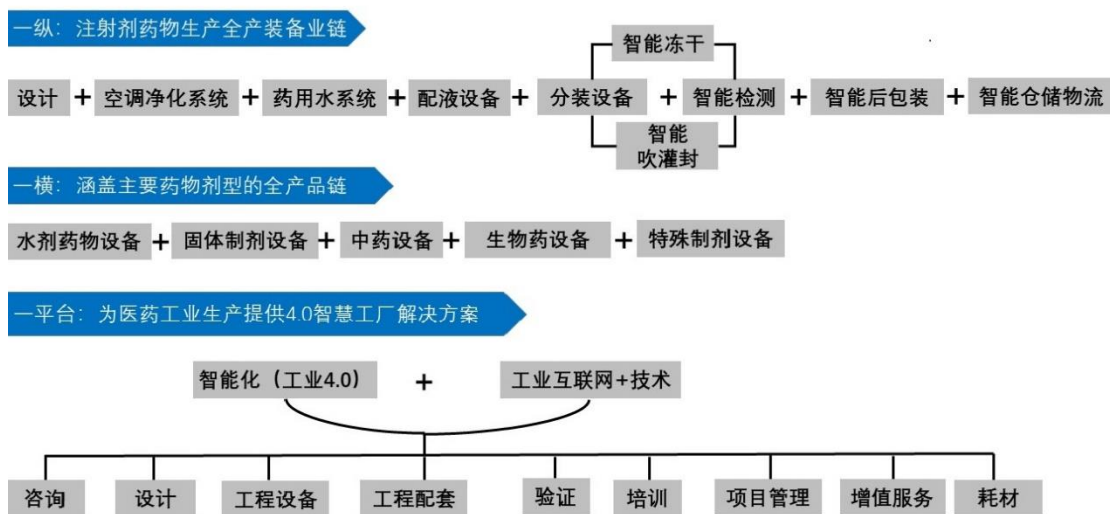 一纵：注射剂药物生产全产装备业链
智能冻干
设计 + 空调净化系统 + 药用水系统 + 配液设备 + 分装设备 + 智能检测 + 智能后包装 + 智能仓储物流
智能
吹灌封
一横：涵盖主要药物剂型的全产品链
水剂药物设备 + 固体制剂设备 + 中药设备 + 生物药设备 + 特殊制剂设备
一平台：为医药工业生产提供4.0智慧工厂解决方案
智能化（工业4.0） + 工业互联网+技术
咨询 设计 工程设备 工程配套 验证 培训 项目管理 增值服务 耗材